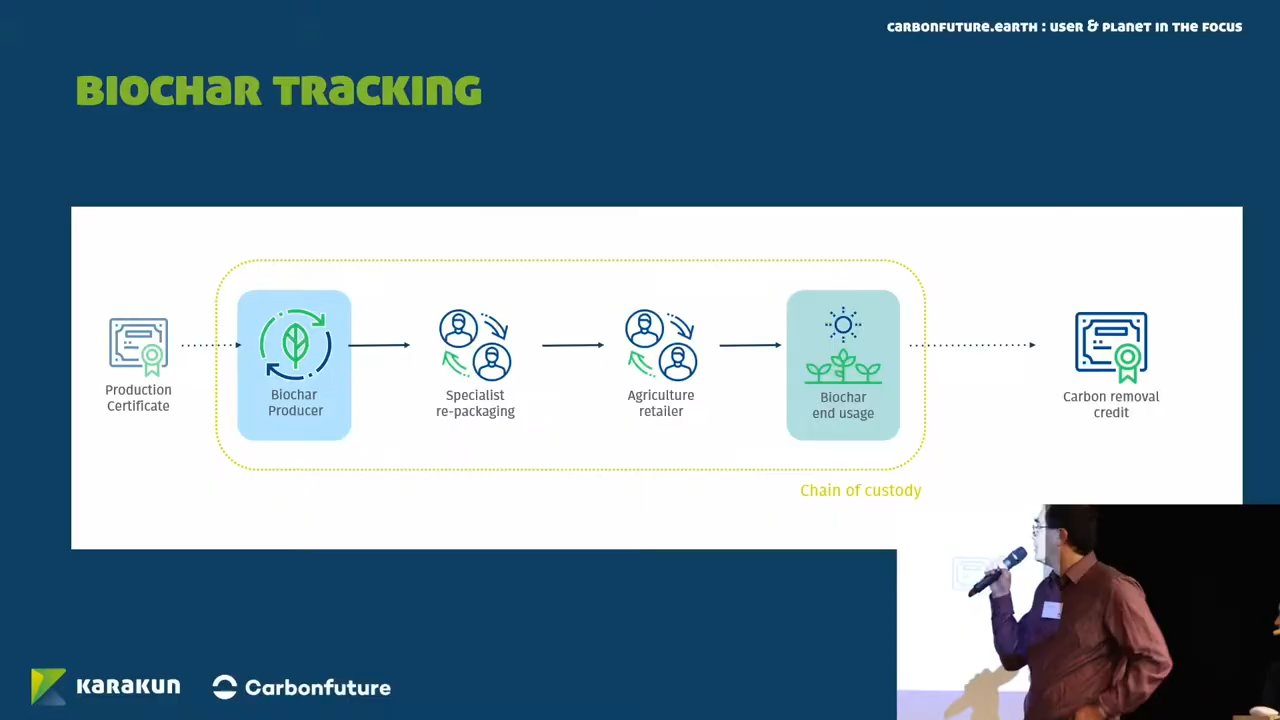 carbonfuture.earth : user & planet in the focus
Biochar Tracking
Production
Certificate
Biochar
Producer
Specialist
re-packaging
Agriculture
retailer
Biochar
end usage
Carbon removal
credit
Chain of custody
karakun
Carbonfuture